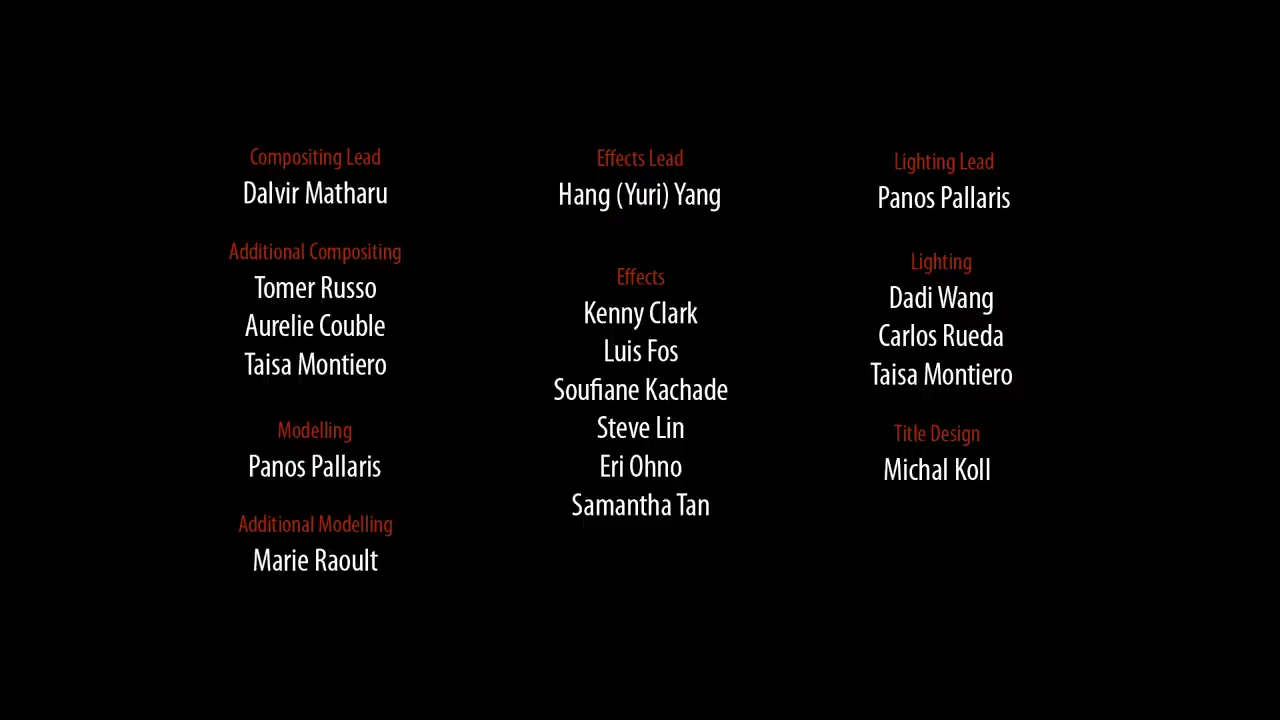 Compositing Lead
Dalvir Matharu
Additional Compositing
Tomer Russo
Aurelie Couble
Taisa Montiero
Modelling
Panos Pallaris
Additional Modelling
Marie Raoult
Effects Lead
Hang (Yuri) Yang
Effects
Kenny Clark
Luis Fos
Soufiane Kachade
Steve Lin
Eri Ohno
Samantha Tan
Lighting Lead
Panos Pallaris
Lighting
Dadi Wang
Carlos Rueda
Taisa Montiero
Title Design
Michal Koll